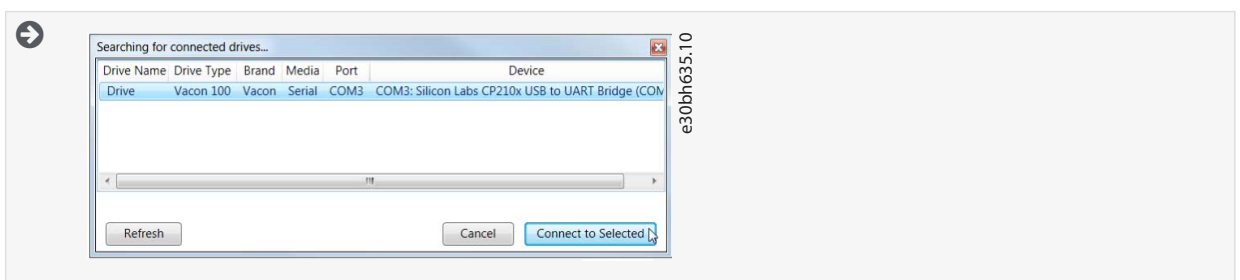 Searching for connected drives...
Drive Name Drive Type Brand Media Port Device
Drive Vacon 100 Vacon Serial COM3 COM3: Silicon Labs CP210x USB to UART Bridge (COM
Refresh Cancel Connect to Selected
e30bh635.10